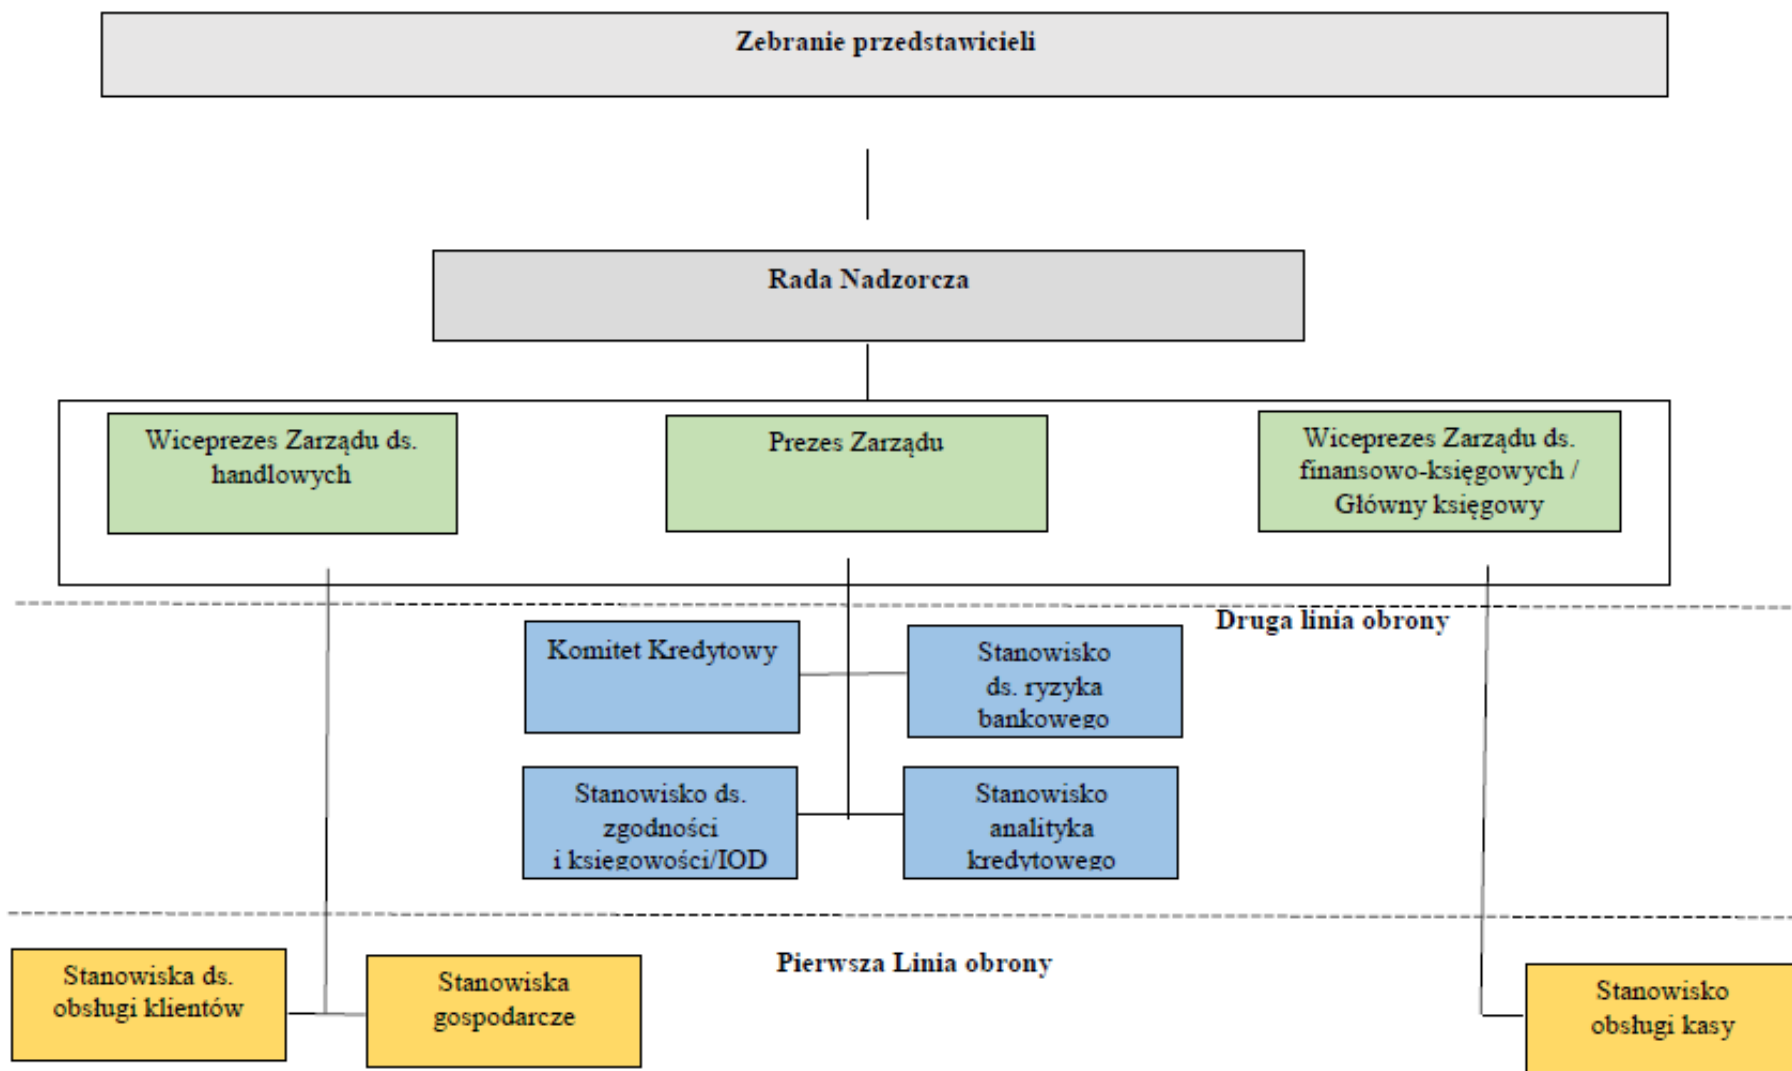 Zebranie przedstawicieli
Rada Nadzorcza
Wiceprezes Zarządu ds.
handlowych
Prezes Zarządu
Wiceprezes Zarządu ds.
finansowo-księgowych /
Główny księgowy
Druga linia obrony
Komitet Kredytowy
Stanowisko
ds. ryzyka
bankowego
Stanowisko ds.
zgodności
i księgowości/IOD
Stanowisko
analityka
kredytowego
Pierwsza Linia obrony
Stanowiska ds.
obsługi klientów
Stanowiska
gospodarcze
Stanowisko
obsługi kasy